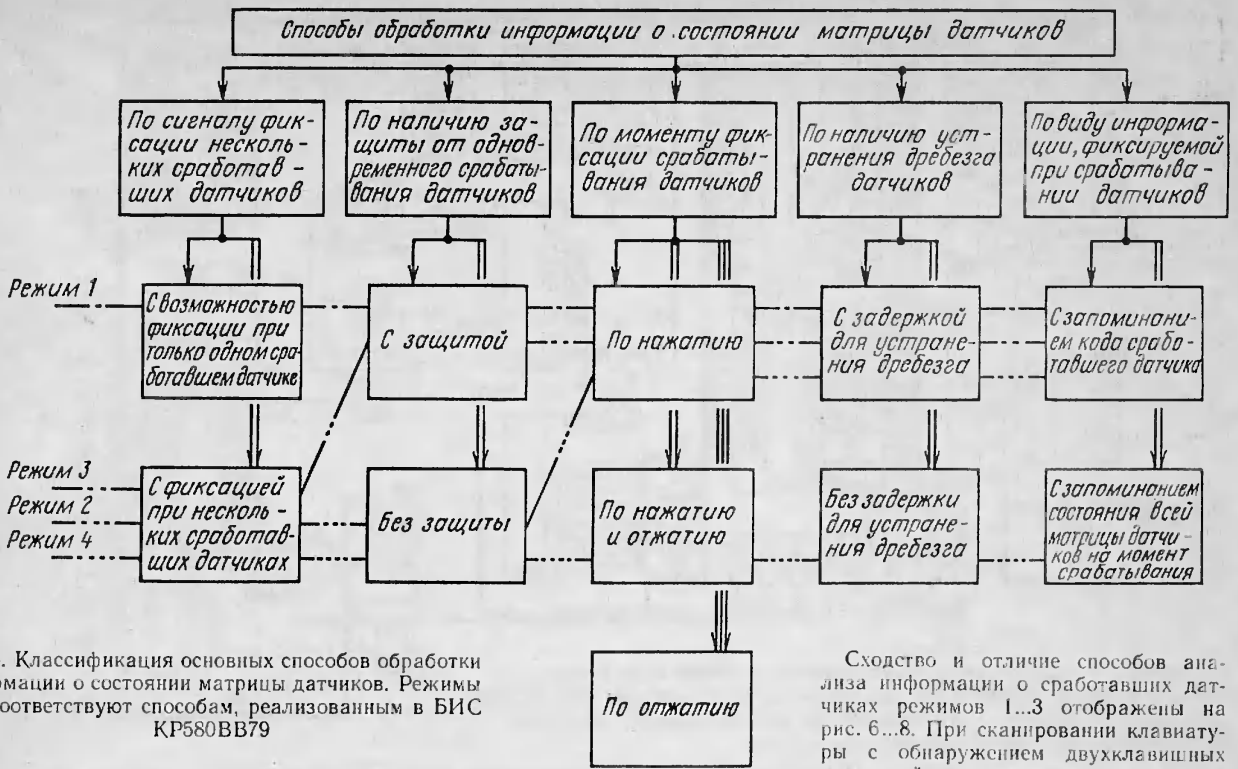 Способы обработки информации о состоянии матрицы датчиков
По сигналу фик-
сации несколь-
ких сработав -
ших датчиков
По наличию за-
щиты от однов-
ременного срабаты-
вания датчиков
По моменту фик-
сации срабаты-
вания датчиков
По наличию уст-
ранения дребезга
датчиков
По виду информа-
ции, фиксируемой
при срабатыва-
нии датчиков
Режим 1
С возможностью
фиксации при
только одном сра-
ботавшем датчике
С защитой
По нажатию
С задержкой
для устране-
ния дребезга
С запоминани-
ем кода срабо-
тавшего датчика
Режим 3
Режим 2
Режим 4
С фиксацией
при несколь -
ких сработав-
ших датчиках
Без защиты
По нажатию
и отжатию
Без задержки
для устране-
ния дребезга
С запоминанием
состояния всей
матрицы датчи -
ков на момент
срабатывания
По отжатию
. Классификация основных способов обработки
мации о состоянии матрицы датчиков. Режимы
оответствуют способам, реализованным в БИС
КР580ВВ79
Сходство и отличие способов ана-
лиза информации о сработавших дат-
чиках режимов 1...3 отображены на
рис. 6...8. При сканировании клавиату-
ры с обнаружением двухклавишных